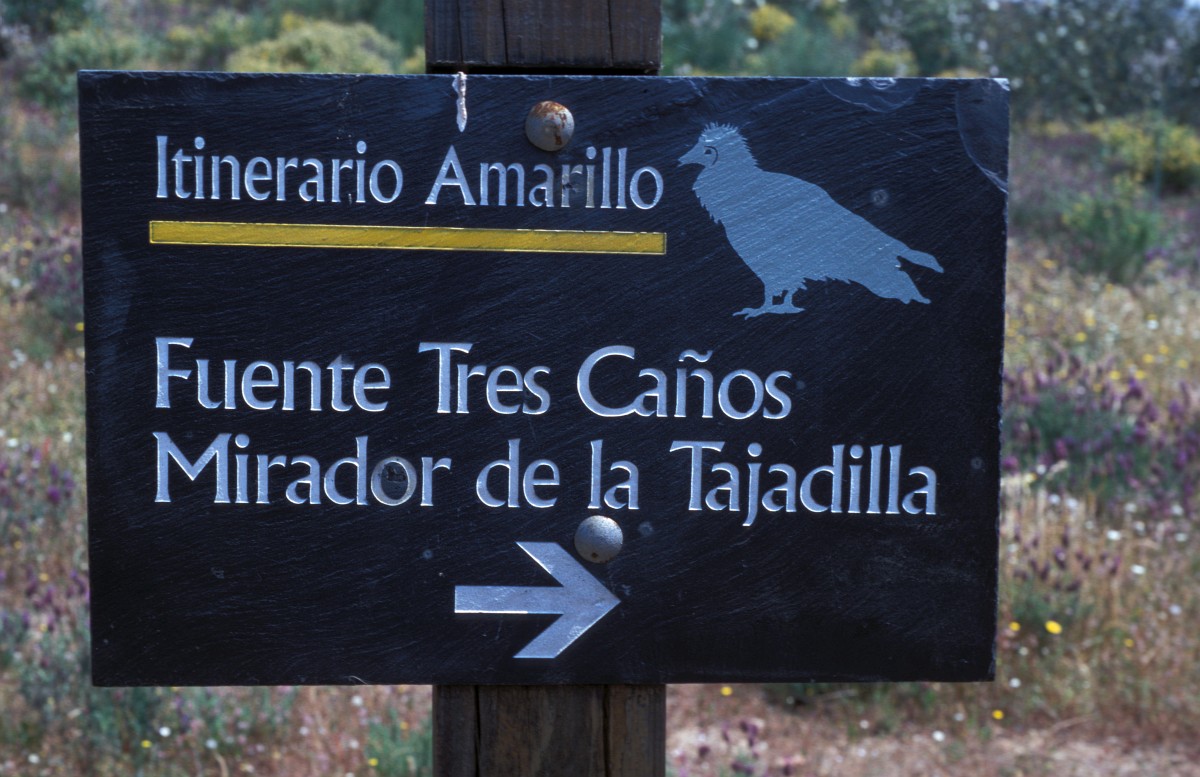 Itinerario Amarillo
Fuente Tres Caños
Mirador de la Tajadilla